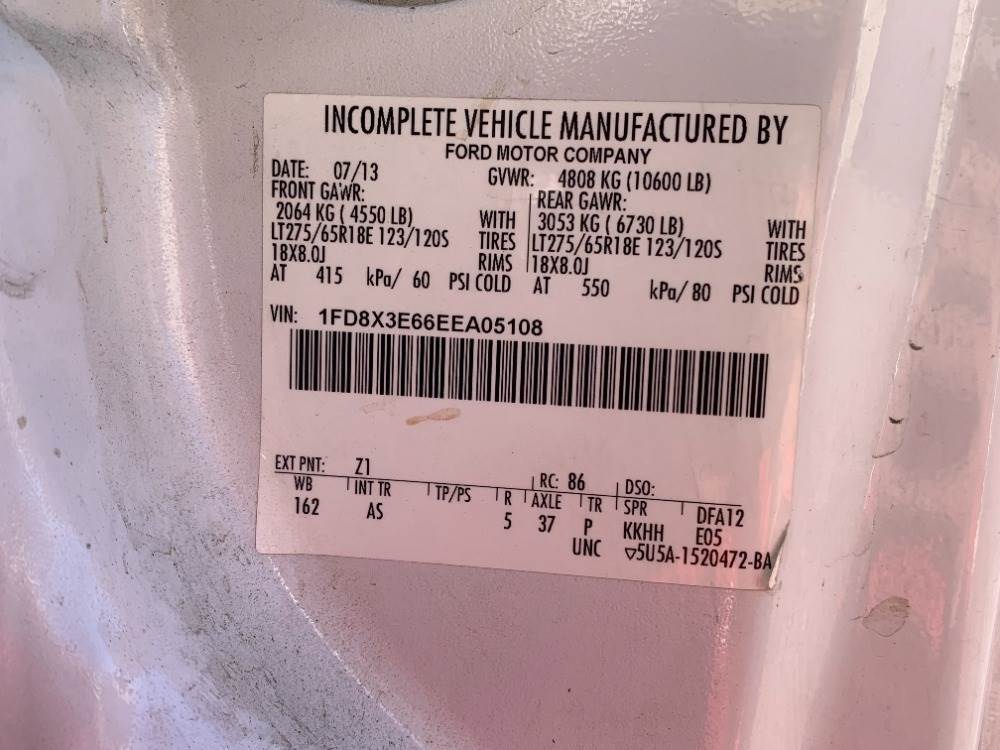 INCOMPLETE VEHICLE MANUFACTURED BY
FORD MOTOR COMPANY
DATE: 07/13 GVWR: 4808 KG (10600 LB)
FRONT GAWR: REAR GAWR:
2064 KG ( 4550 LB) WITH 3053 KG ( 6730 LB) WITH
LT275/65R18E 123/120S TIRES LT275/65R18E 123/120S TIRES
18X8.0J RIMS 18X8.0J RIMS
AT 415 kPa/ 60 PSI COLD AT 550 kPa/ 80 PSI COLD
VIN: 1FD8X3E66EEA05108
EXT PNT: Z1 RC: 86 DSO:
WB INT TR TP/PS R AXLE TR SPR DFA12
162 AS 5 37 P KKHH E05
UNC ▽5U5A-1520472-BA